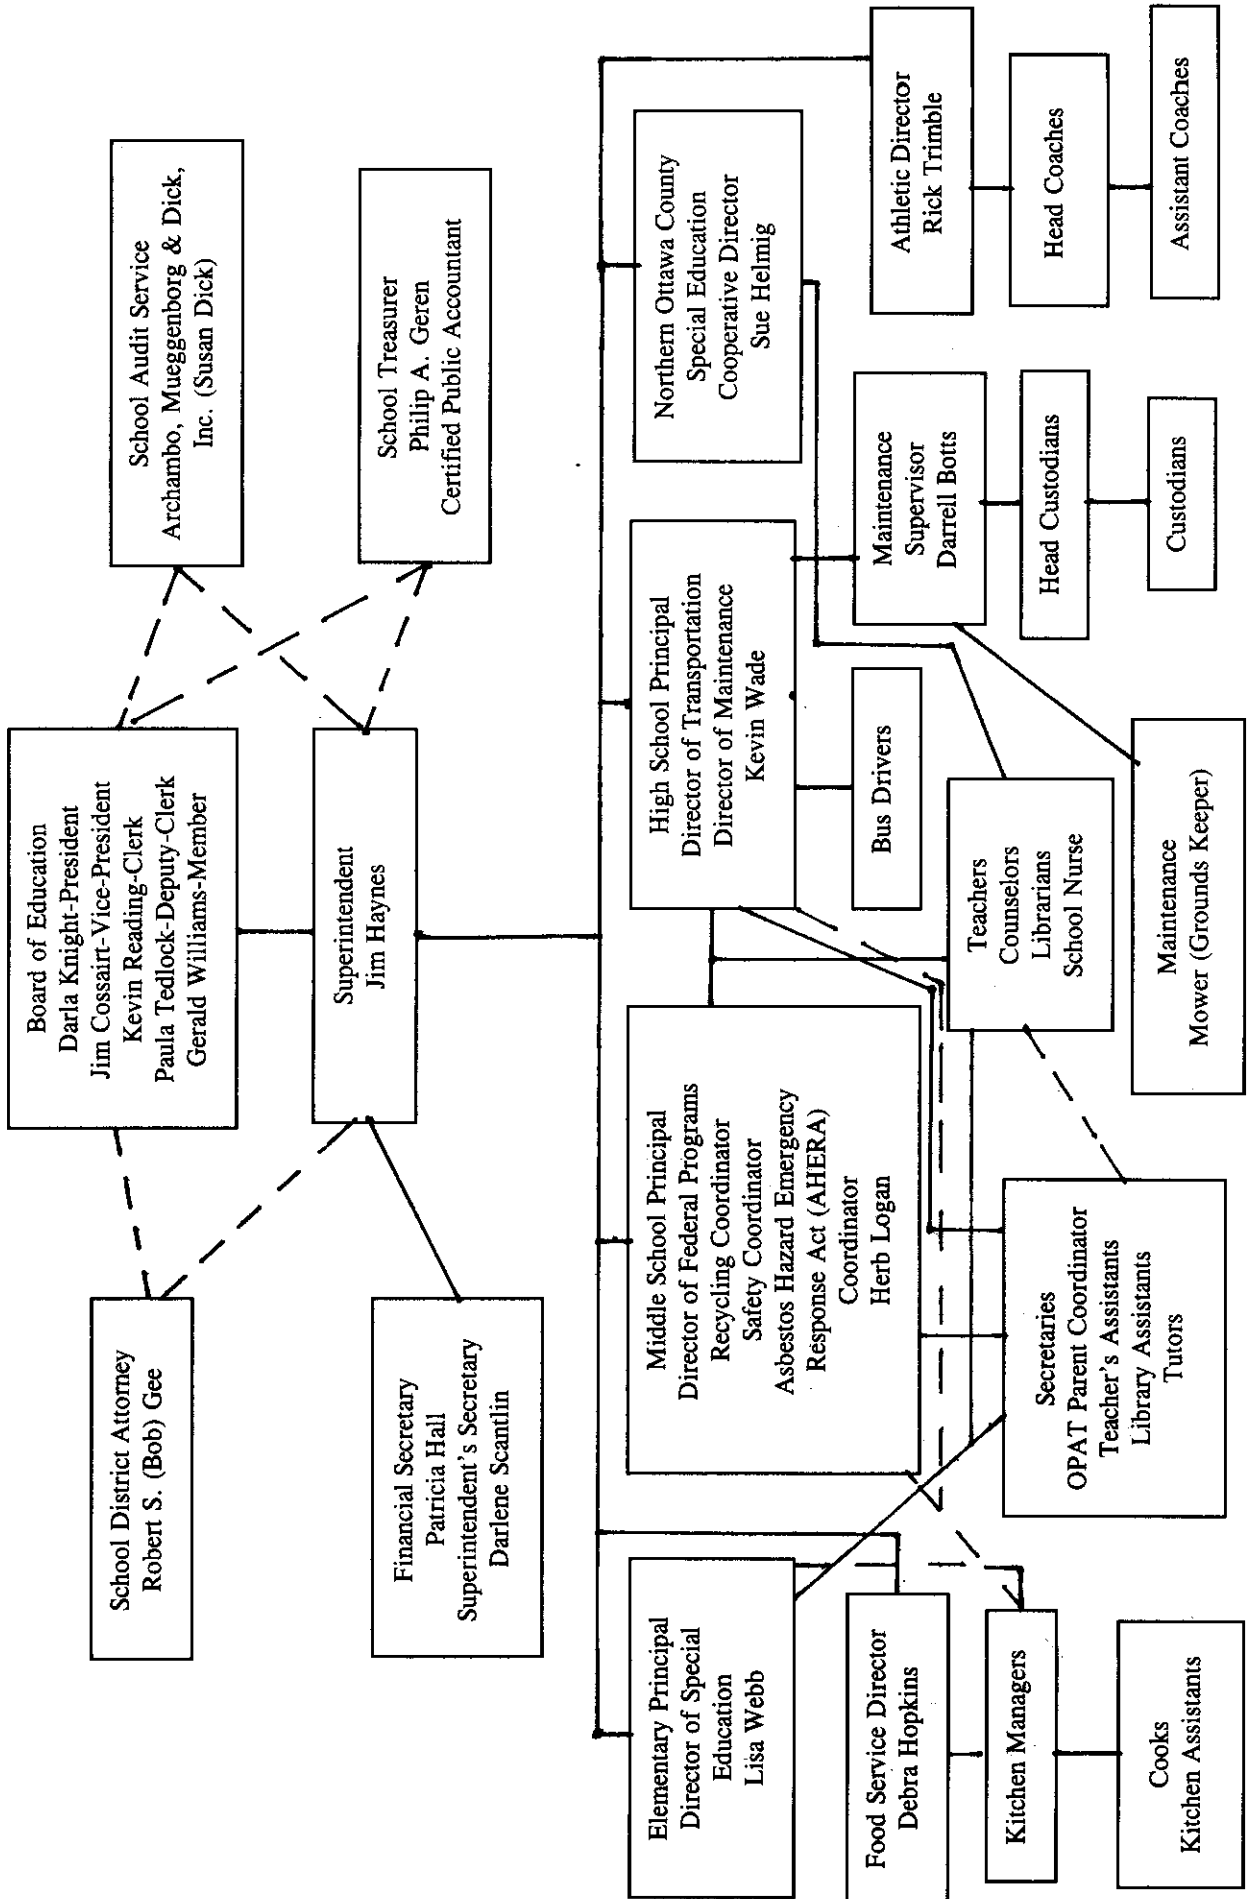 Board of Education
Darla Knight-President
Jim Cossairt-Vice-President
Kevin Reading-Clerk
Paula Tedlock-Deputy-Clerk
Gerald Williams-Member
School District Attorney
Robert S. (Bob) Gee
School Audit Service
Archambo, Mueggenborg & Dick,
Inc. (Susan Dick)
Superintendent
Jim Haynes
Financial Secretary
Patricia Hall
Superintendent's Secretary
Darlene Scantlin
School Treasurer
Philip A. Geren
Certified Public Accountant
Elementary Principal
Director of Special
Education
Lisa Webb
Middle School Principal
Director of Federal Programs
Recycling Coordinator
Safety Coordinator
Asbestos Hazard Emergency
Response Act (AHERA)
Coordinator
Herb Logan
High School Principal
Director of Transportation
Director of Maintenance
Kevin Wade
Northern Ottawa County
Special Education
Cooperative Director
Sue Helmig
Food Service Director
Debra Hopkins
Bus Drivers
Maintenance
Supervisor
Darrell Botts
Athletic Director
Rick Trimble
Kitchen Managers
Secretaries
OPAT Parent Coordinator
Teacher's Assistants
Library Assistants
Tutors
Teachers
Counselors
Librarians
School Nurse
Head Custodians
Head Coaches
Cooks
Kitchen Assistants
Maintenance
Mower (Grounds Keeper)
Custodians
Assistant Coaches